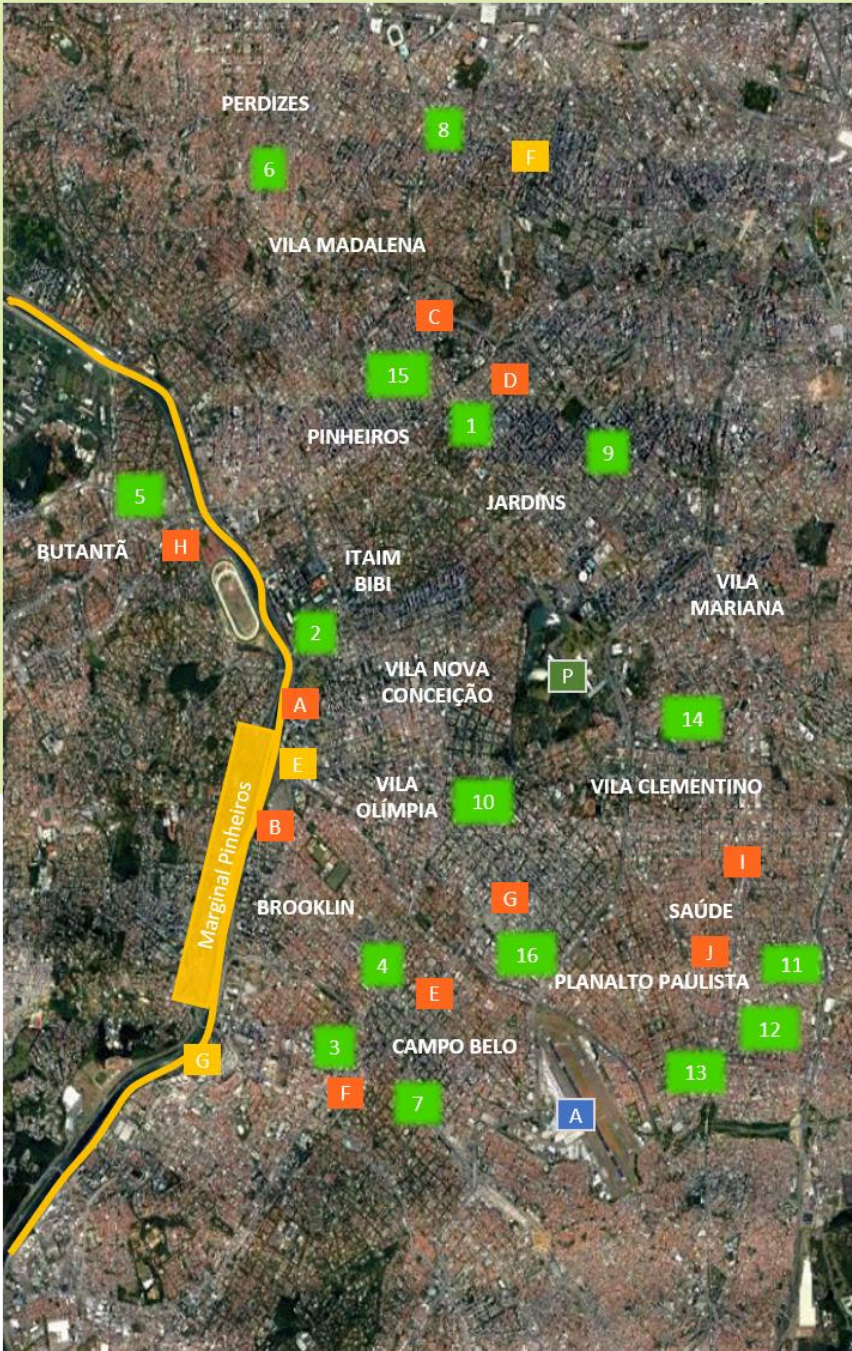 PERDIZES
8
F
6
VILA MADALENA
C
15
D
1
PINHEIROS
9
5
JARDINS
BUTANTÃ
H
ITAIM
BIBI
VILA
MARIANA
2
VILA NOVA
CONCEIÇÃO
P
A
14
E
VILA
OLÍMPIA
10
VILA CLEMENTINO
Marginal Pinheiros
B
I
G
BROOKLIN
SAÚDE
16
J
4
11
PLANALTO PAULISTA
E
12
3
CAMPO BELO
G
13
F
7
A